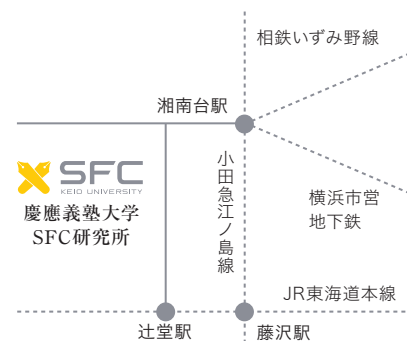 相鉄いずみ野線
湘南台駅
小田急江ノ島線
SFC
KEIO UNIVERSITY
慶應義塾大学
SFC研究所
横浜市営
地下鉄
JR東海道本線
辻堂駅
藤沢駅